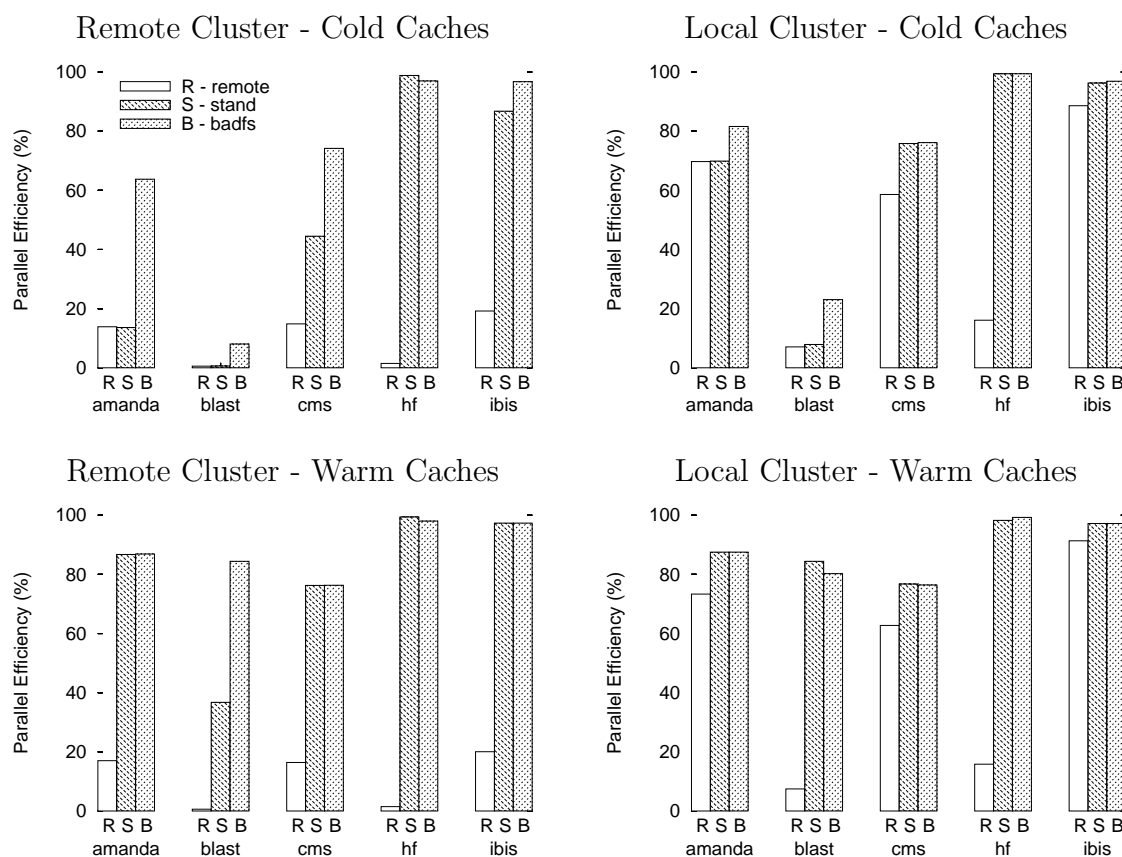 Remote Cluster - Cold Caches
Parallel Efficiency (%)
100
80
60
40
20
0
R - remote
S - stand
B - badfs
R S B R S B R S B R S B R S B
amanda blast cms hf ibis
Local Cluster - Cold Caches
Parallel Efficiency (%)
100
80
60
40
20
0
R S B R S B R S B R S B R S B
amanda blast cms hf ibis
Remote Cluster - Warm Caches
Parallel Efficiency (%)
100
80
60
40
20
0
R S B R S B R S B R S B R S B
amanda blast cms hf ibis
Local Cluster - Warm Caches
Parallel Efficiency (%)
100
80
60
40
20
0
R S B R S B R S B R S B R S B
amanda blast cms hf ibis